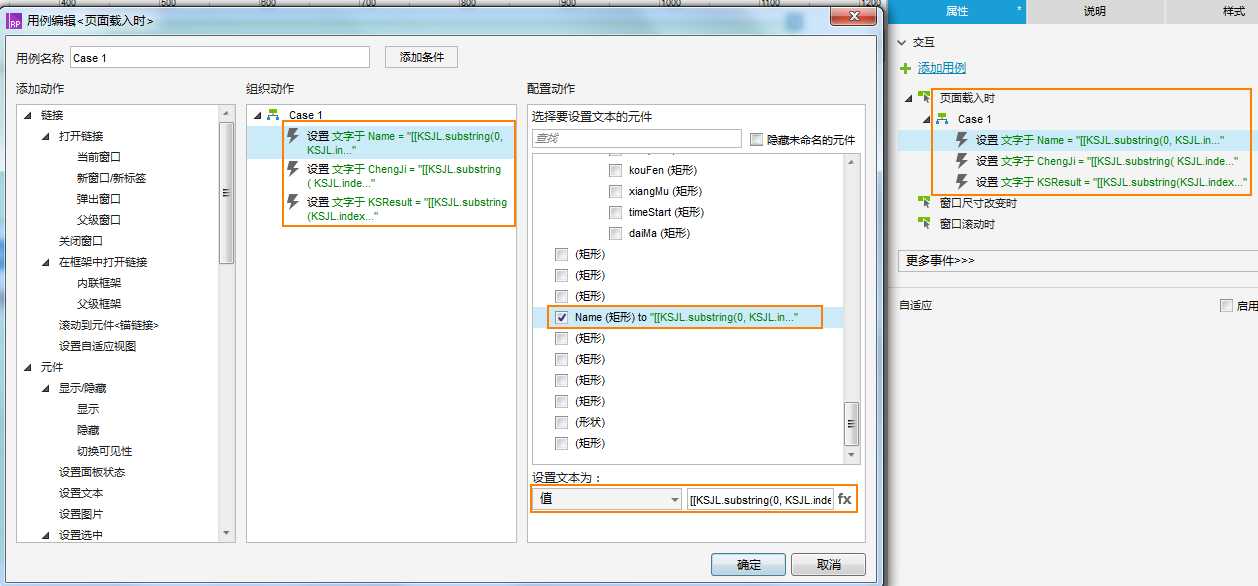 400
500
600
700
800
900
1000
1100
1200
RP 用例编辑<页面载入时>
用例名称 Case 1 添加条件
添加动作
链接
打开链接
当前窗口
新窗口/新标签
弹出窗口
父级窗口
关闭窗口
在框架中打开链接
内联框架
父级框架
滚动到元件<锚链接>
设置自适应视图
元件
显示/隐藏
显示
隐藏
切换可见性
设置面板状态
设置文本
设置图片
设置选中
组织动作
Case 1
设置 文字于 Name = "[[KSJL.substring(0,
KSJL.in..."
设置 文字于 ChengJi = "[[KSJL.substring
( KSJL.inde..."
设置 文字于 KSResult = "[[KSJL.substring
(KSJL.index..."
配置动作
选择要设置文本的元件
查找 隐藏未命名的元件
kouFen (矩形)
xiangMu (矩形)
timeStart (矩形)
daiMa (矩形)
(矩形)
(矩形)
(矩形)
Name (矩形) to "[[KSJL.substring(0, KSJL.in..."
(矩形)
(矩形)
(矩形)
(矩形)
(形状)
(矩形)
设置文本为：
值 [[KSJL.substring(0, KSJL.inde fx
确定 取消
属性 * 说明 样式
交互
添加用例
页面载入时
Case 1
设置 文字于 Name = "[[KSJL.substring(0, KSJL.in..."
设置 文字于 ChengJi = "[[KSJL.substring( KSJL.inde..."
设置 文字于 KSResult = "[[KSJL.substring(KSJL.index..."
窗口尺寸改变时
窗口滚动时
更多事件>>>
自适应 启用